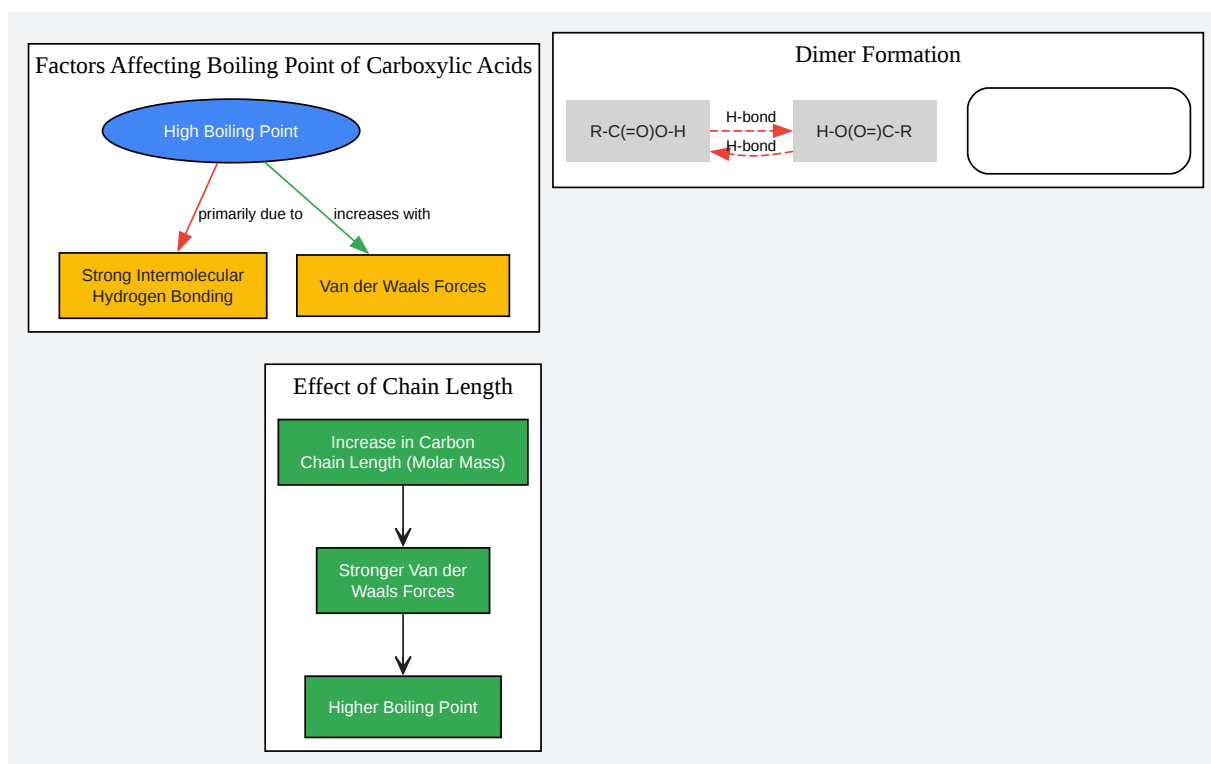 Factors Affecting Boiling Point of Carboxylic Acids
High Boiling Point
primarily due to
increases with
Strong Intermolecular
Hydrogen Bonding
Van der Waals Forces
Dimer Formation
R-C(=O)O-H
H-bond
H-bond
H-O(O=)C-R
Effect of Chain Length
Increase in Carbon
Chain Length (Molar Mass)
Stronger Van der
Waals Forces
Higher Boiling Point